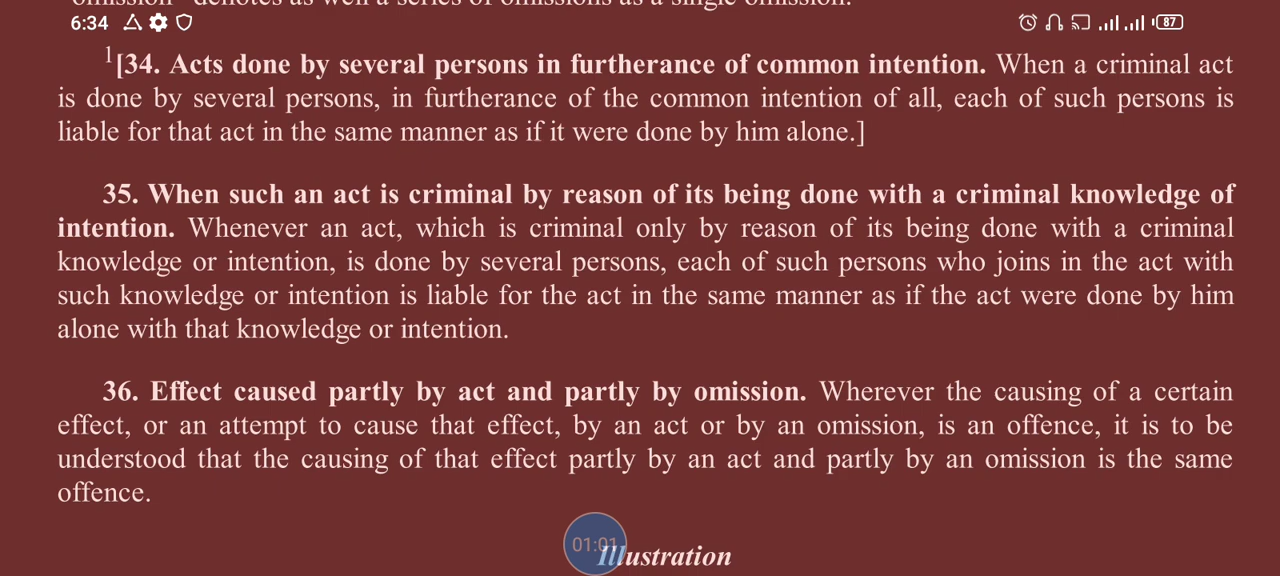 omission" denotes as well a series of omissions as a single omission.
6:34 87
1[34. Acts done by several persons in furtherance of common intention. When a criminal act
is done by several persons, in furtherance of the common intention of all, each of such persons is
liable for that act in the same manner as if it were done by him alone.]
35. When such an act is criminal by reason of its being done with a criminal knowledge of
intention. Whenever an act, which is criminal only by reason of its being done with a criminal
knowledge or intention, is done by several persons, each of such persons who joins in the act with
such knowledge or intention is liable for the act in the same manner as if the act were done by him
alone with that knowledge or intention.
36. Effect caused partly by act and partly by omission. Wherever the causing of a certain
effect, or an attempt to cause that effect, by an act or by an omission, is an offence, it is to be
understood that the causing of that effect partly by an act and partly by an omission is the same
offence.
01:01
Illustration